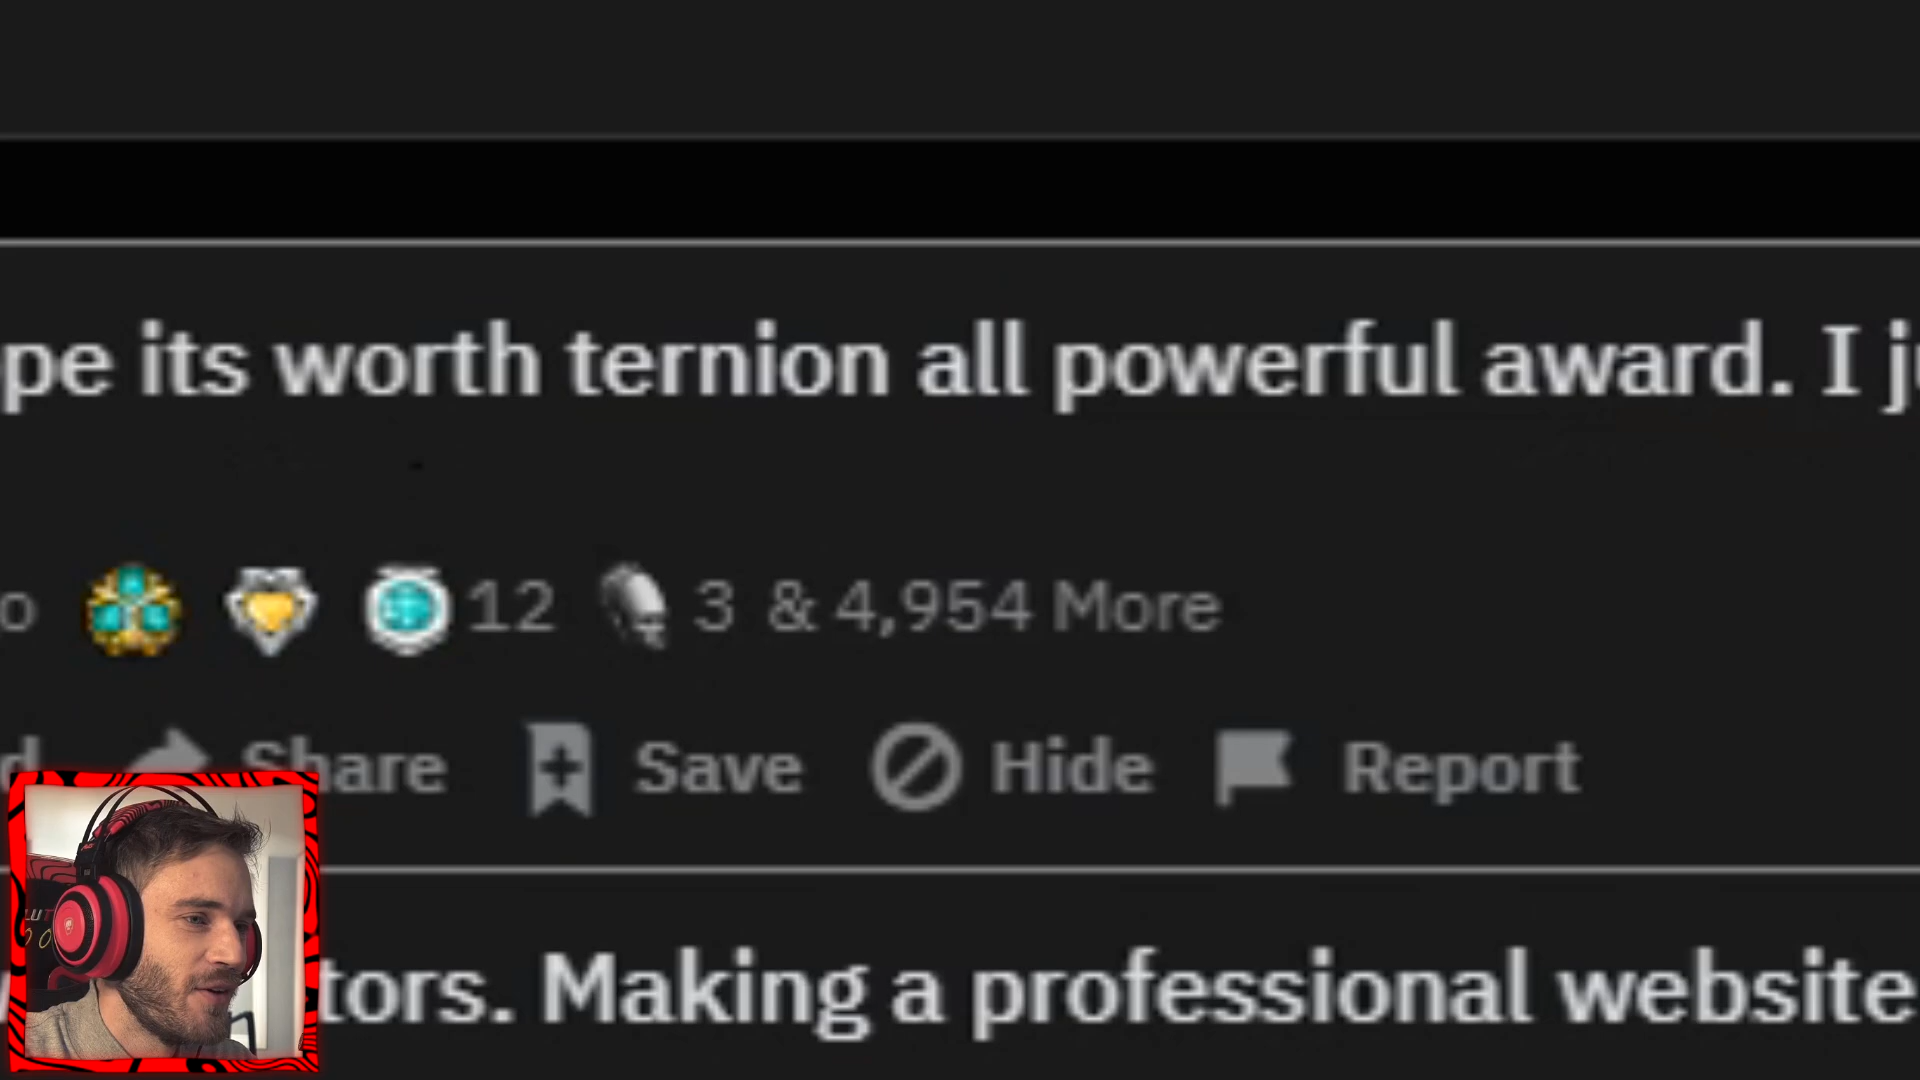 pe its worth ternion all powerful award. I j
12 3 & 4,954 More
Share Save Hide Report
tors. Making a professional website